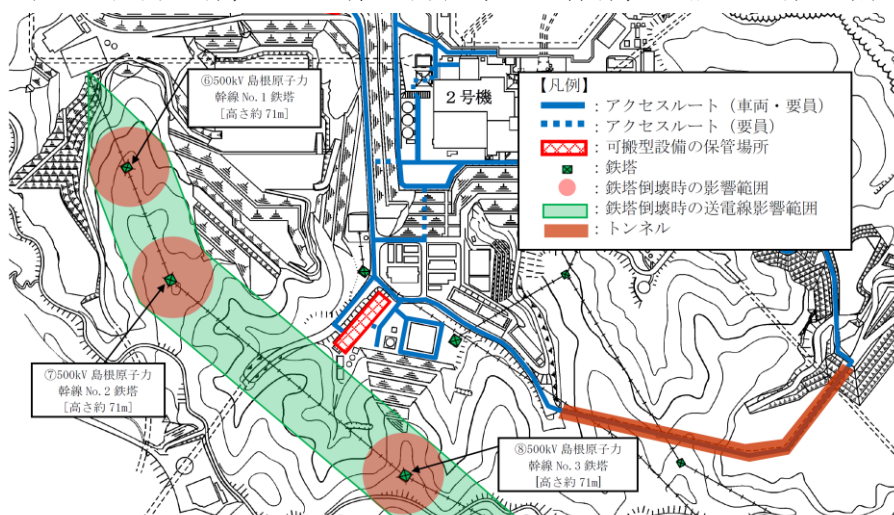 ⑥500kV 島根原子力
幹線 No.1 鉄塔
[高さ約 71m]
2号機
【凡例】
：アクセスルート（車両・要員）
：アクセスルート（要員）
：可搬型設備の保管場所
：鉄塔
：鉄塔倒壊時の影響範囲
：鉄塔倒壊時の送電線影響範囲
：トンネル
⑦500kV 島根原子力
幹線 No.2 鉄塔
[高さ約 71m]
⑧500kV 島根原子力
幹線 No.3 鉄塔
[高さ約 71m]